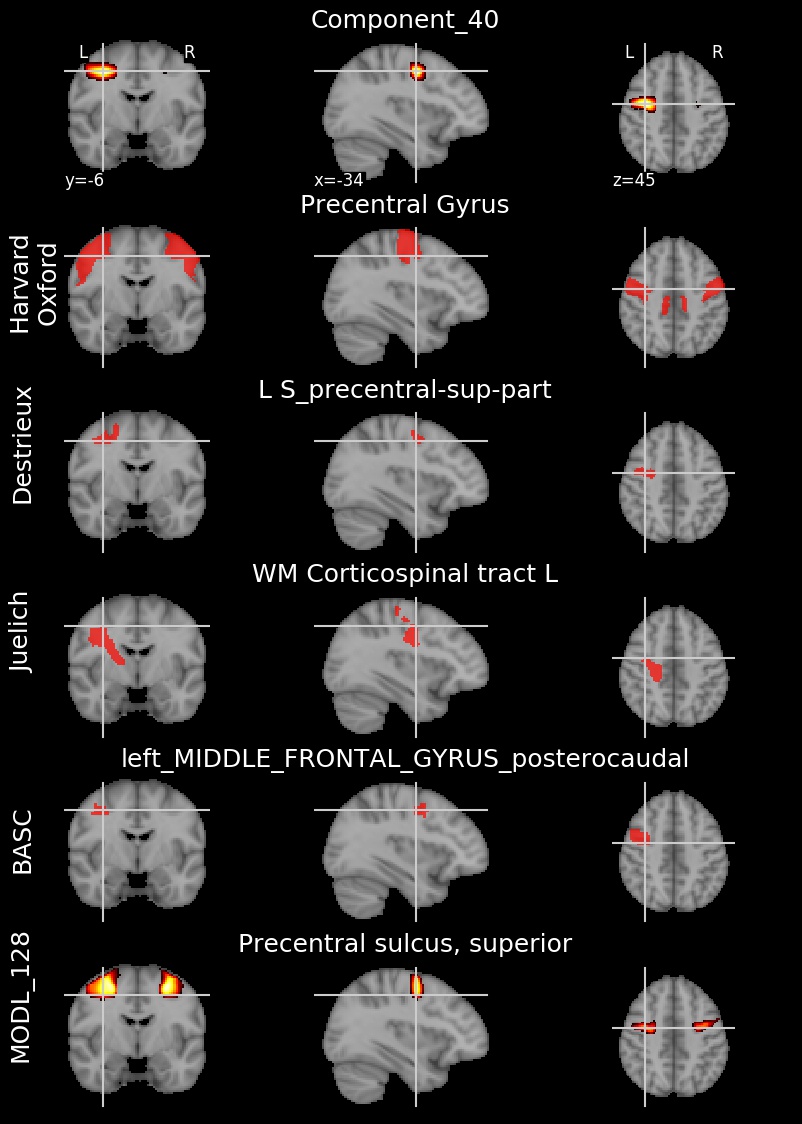 Component_40
L R
L R
y=-6 x=-34 z=45
Precentral Gyrus
Harvard
Oxford
L S_precentral-sup-part
Destrieux
WM Corticospinal tract L
Juelich
left_MIDDLE_FRONTAL_GYRUS_posterocaudal
BASC
Precentral sulcus, superior
MODL_128